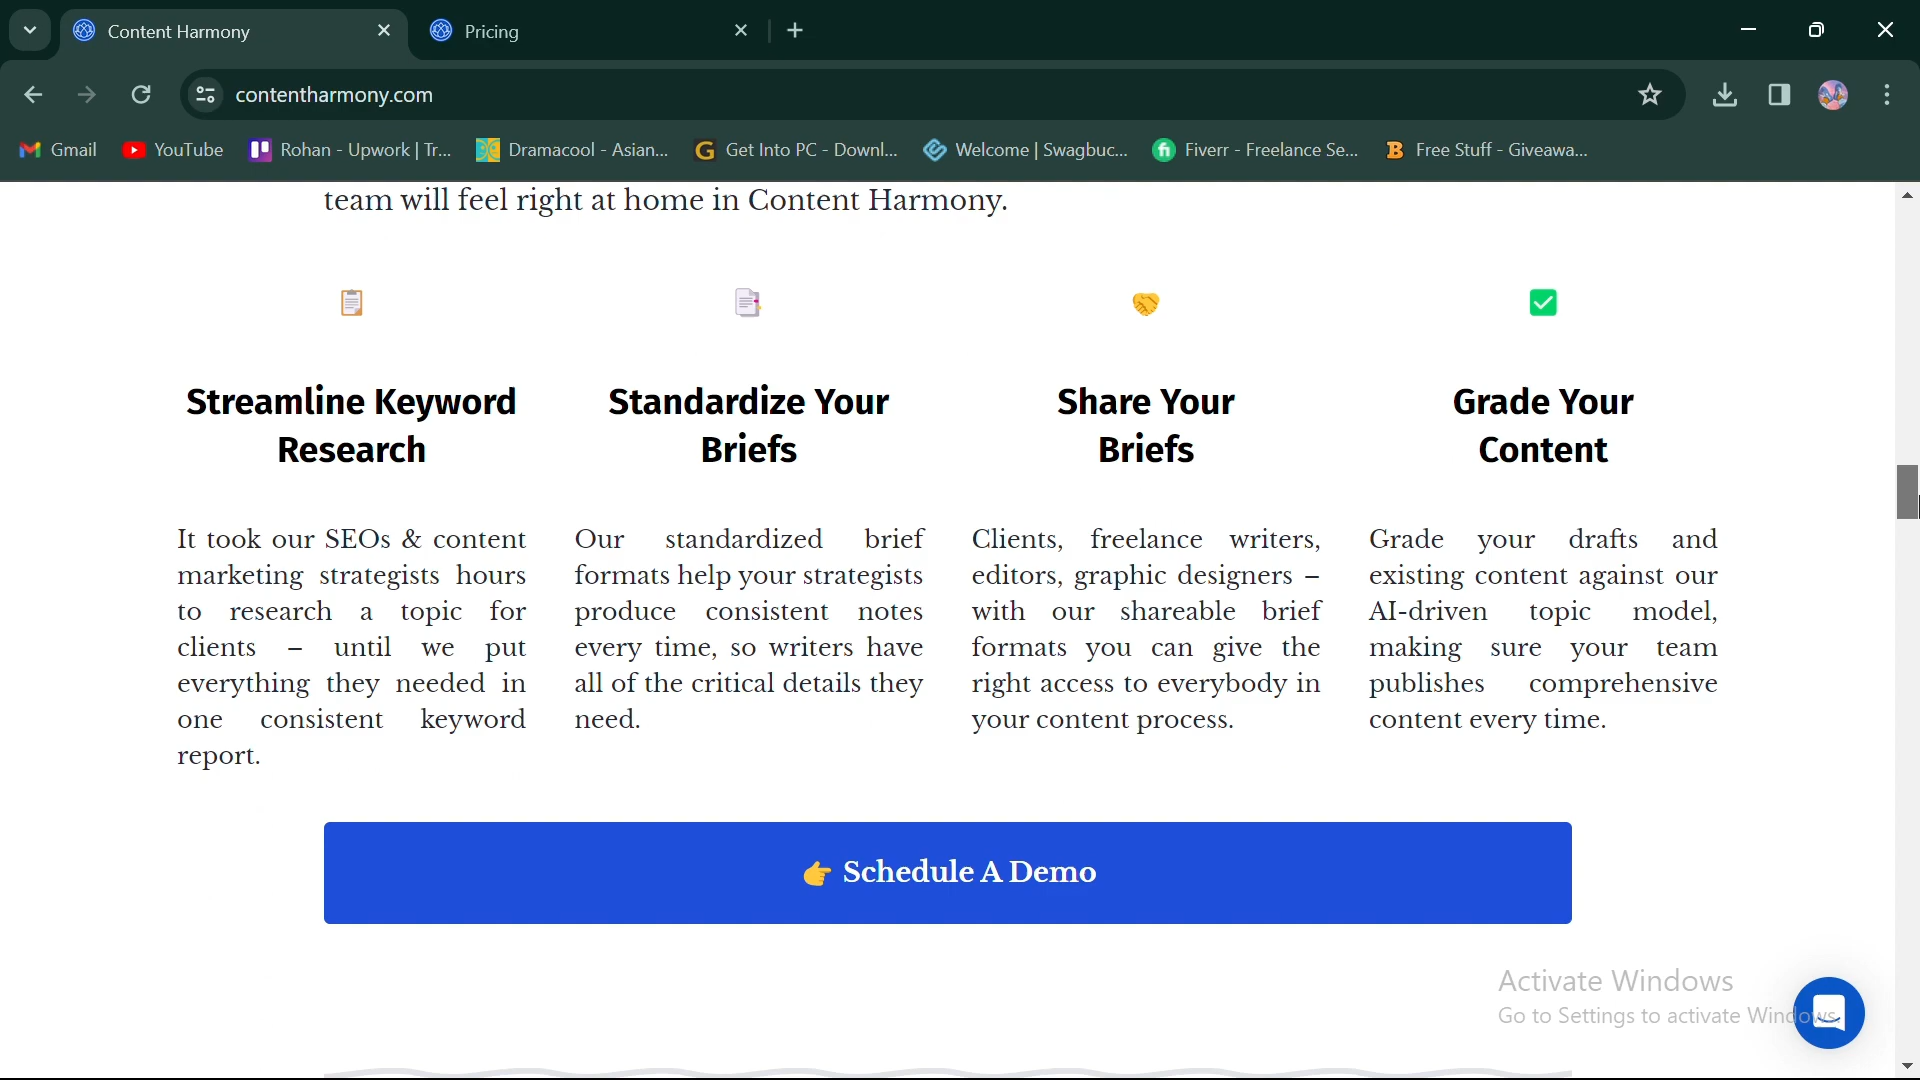 Content Harmony
Pricing
contentharmony.com
Gmail
YouTube
Rohan - Upwork | Tr...
Dramacool - Asian...
Get Into PC - Downl...
Welcome | Swagbuc...
Fiverr - Freelance Se...
Free Stuff - Giveawa...
team will feel right at home in Content Harmony.
Streamline Keyword
Research
It took our SEOs & content
marketing strategists hours
to research a topic for
clients – until we put
everything they needed in
one consistent keyword
report.
Standardize Your
Briefs
Our standardized brief
formats help your strategists
produce consistent notes
every time, so writers have
all of the critical details they
need.
Share Your
Briefs
Clients, freelance writers,
editors, graphic designers –
with our shareable brief
formats you can give the
right access to everybody in
your content process.
Grade Your
Content
Grade your drafts and
existing content against our
AI-driven topic model,
making sure your team
publishes comprehensive
content every time.
👉 Schedule A Demo
Activate Windows
Go to Settings to activate Windows.